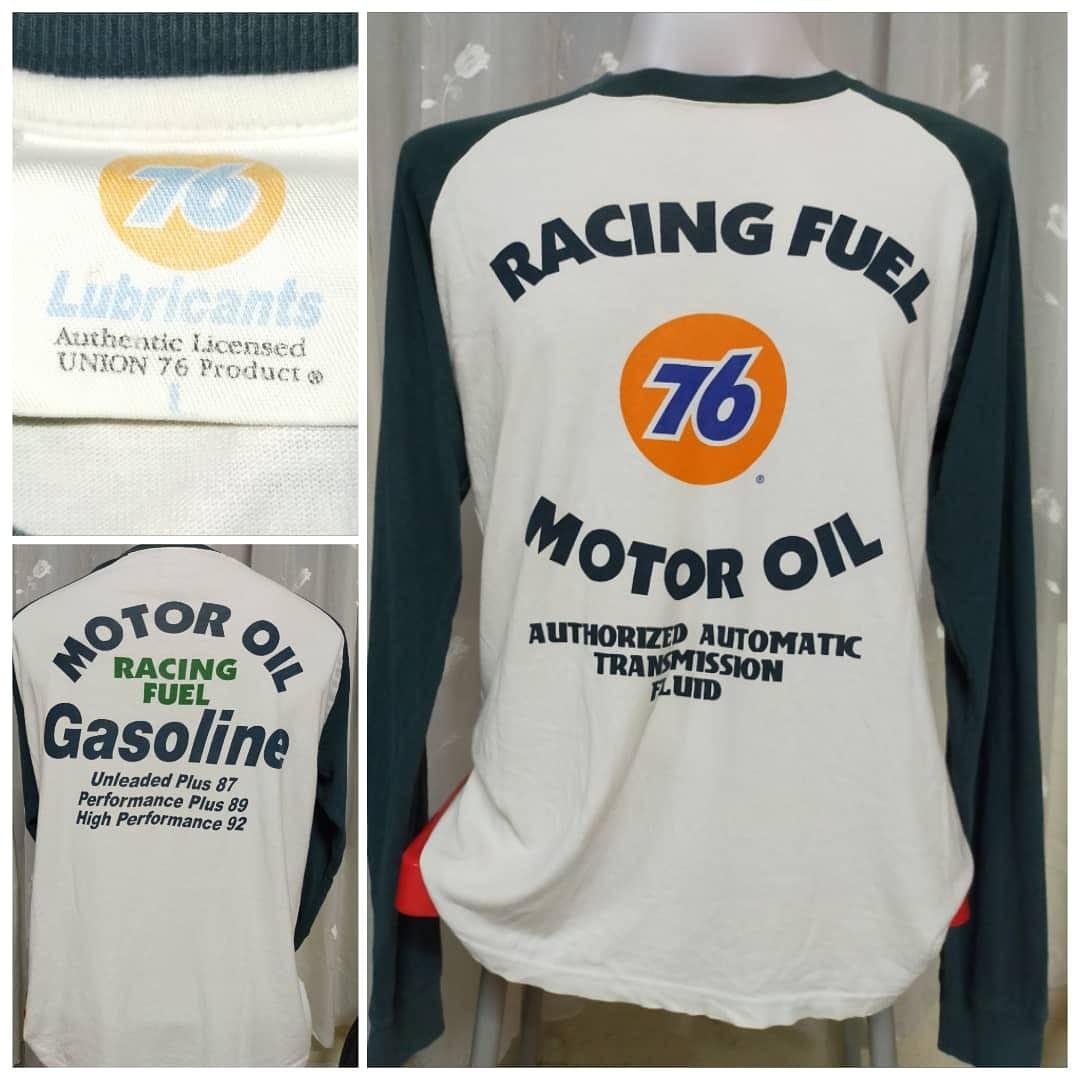 76
Lubricants
Authentic Licensed
UNION 76 Product ®
L
MOTOR OIL
RACING
FUEL
Gasoline
Unleaded Plus 87
Performance Plus 89
High Performance 92
RACING FUEL
76
®
MOTOR OIL
AUTHORIZED AUTOMATIC
TRANSMISSION
FLUID